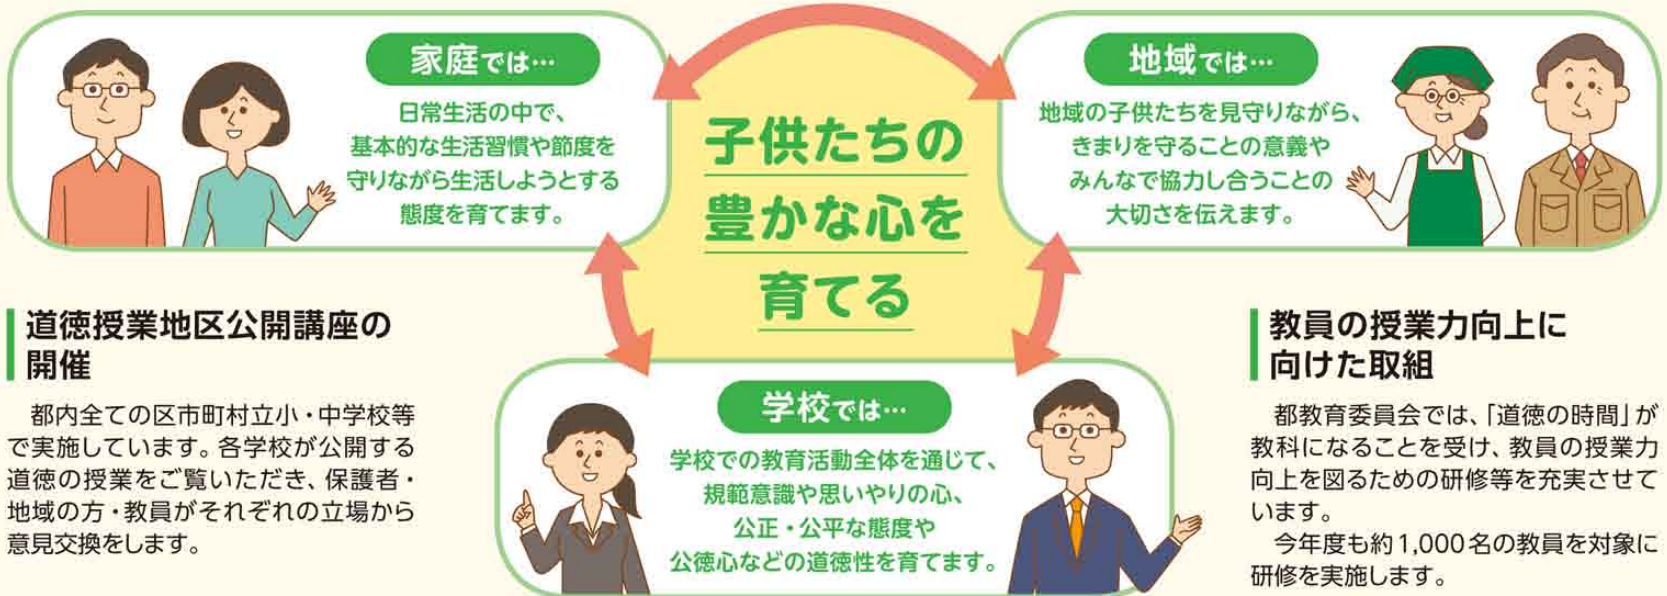 家庭では…
日常生活の中で、
基本的な生活習慣や節度を
守りながら生活しようとする
態度を育てます。
子供たちの
豊かな心を
育てる
地域では…
地域の子供たちを見守りながら、
きまりを守ることの意義や
みんなで協力し合うことの
大切さを伝えます。
道徳授業地区公開講座の
開催
都内全ての区市町村立小・中学校等
で実施しています。各学校が公開する
道徳の授業をご覧いただき、保護者・
地域の方・教員がそれぞれの立場から
意見交換をします。
学校では…
学校での教育活動全体を通じて、
規範意識や思いやりの心、
公正・公平な態度や
公徳心などの道徳性を育てます。
教員の授業力向上に
向けた取組
都教育委員会では、「道徳の時間」が
教科になることを受け、教員の授業力
向上を図るための研修等を充実させて
います。
今年度も約1,000名の教員を対象に
研修を実施します。